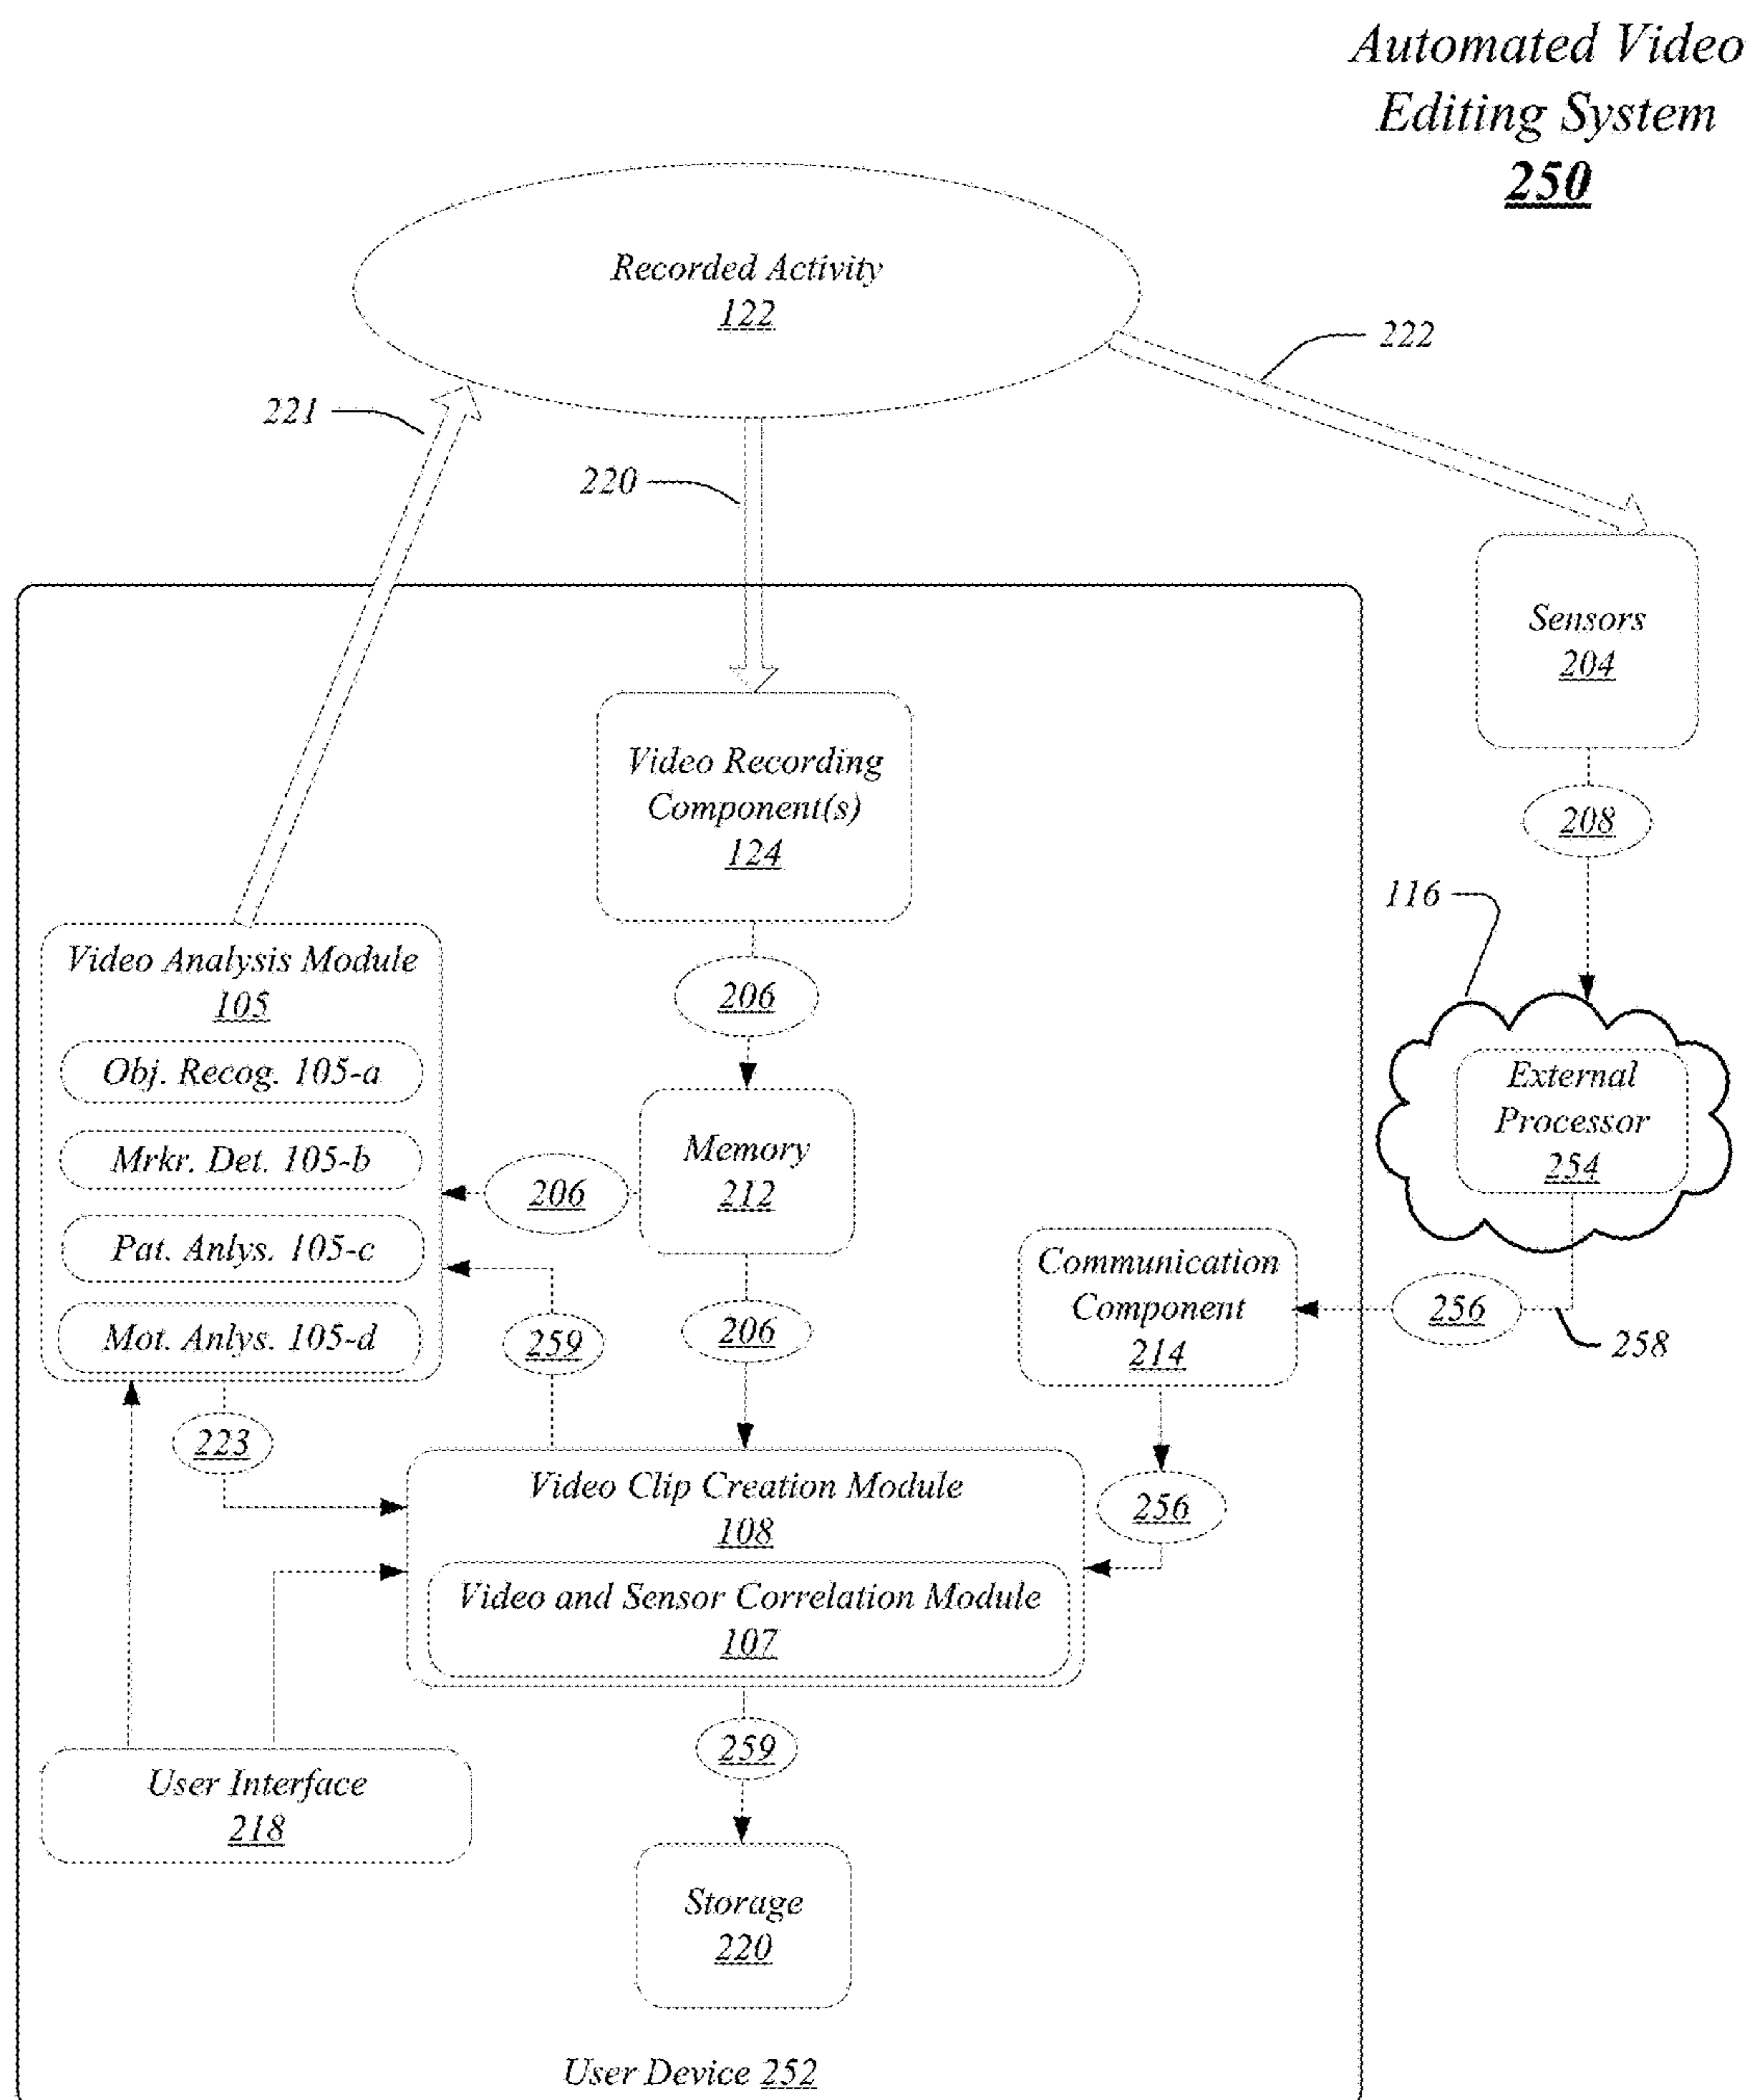 Automated Video
Editing System
250
Recorded Activity
122
222
221
220
Sensors
204
Video Recording
Component(s)
124
208
116
Video Analysis Module
105
206
Obj. Recog. 105-a
External
Processor
254
Mrkr. Det. 105-b
Memory
212
206
Pat. Anlys. 105-c
Communication
Component
214
256
258
Mot. Anlys. 105-d
259
206
223
Video Clip Creation Module
108
256
Video and Sensor Correlation Module
107
259
User Interface
218
Storage
220
User Device 252